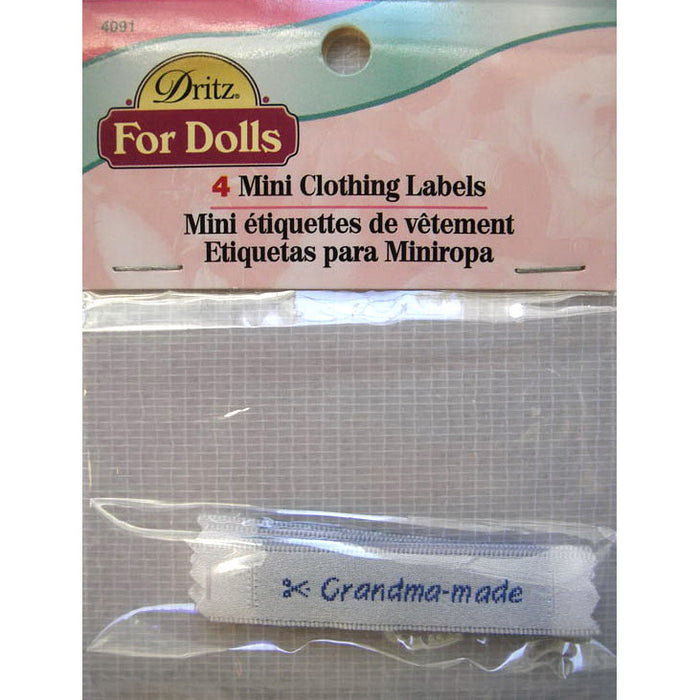 4091
Dritz®
For Dolls
4 Mini Clothing Labels
Mini étiquettes de vêtement
Etiquetas para Miniropa
Grandma-made